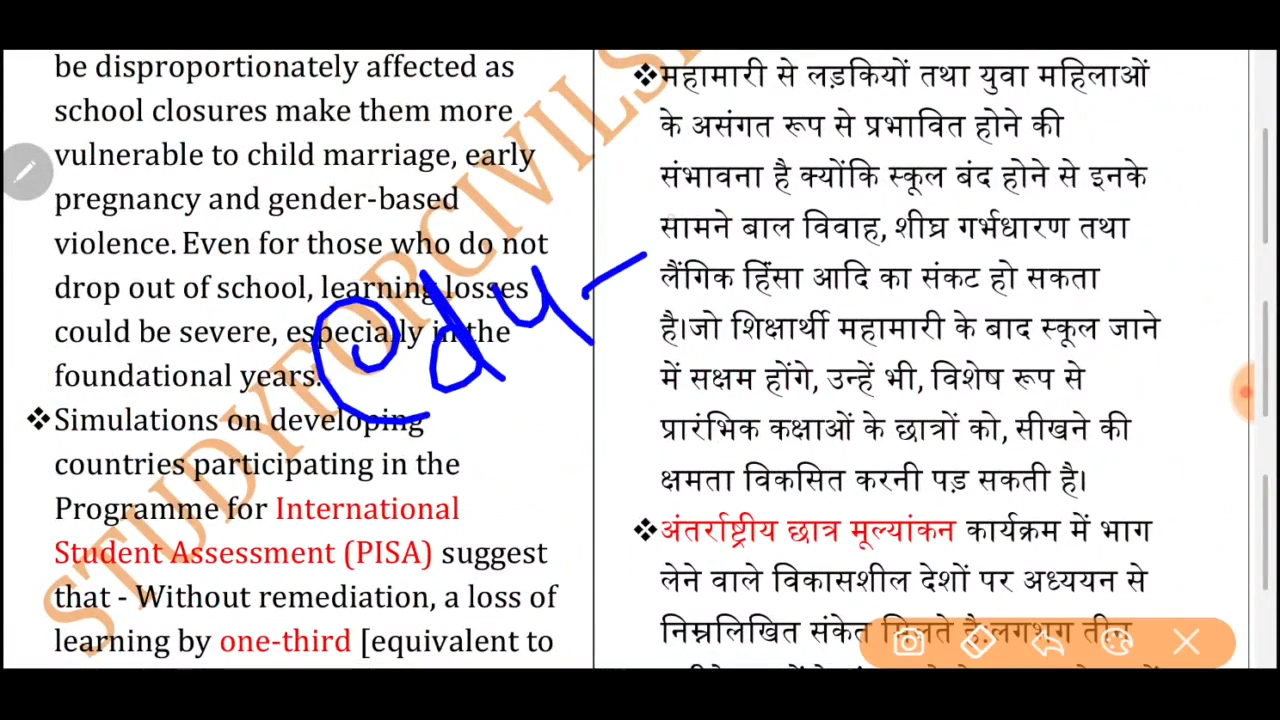 be disproportionately affected as
school closures make them more
vulnerable to child marriage, early
pregnancy and gender-based
violence. Even for those who do not
drop out of school, learning losses
could be severe, especially in the
foundational years.
❖Simulations on developing
countries participating in the
Programme for International
Student Assessment (PISA) suggest
that - Without remediation, a loss of
learning by one-third [equivalent to
❖महामारी से लड़कियों तथा युवा महिलाओं
के असंगत रूप से प्रभावित होने की
संभावना है क्योंकि स्कूल बंद होने से इनके
सामने बाल विवाह, शीघ्र गर्भधारण तथा
लैंगिक हिंसा आदि का संकट हो सकता
है।जो शिक्षार्थी महामारी के बाद स्कूल जाने
में सक्षम होंगे, उन्हें भी, विशेष रूप से
प्रारंभिक कक्षाओं के छात्रों को, सीखने की
क्षमता विकसित करनी पड़ सकती है।
❖अंतर्राष्ट्रीय छात्र मूल्यांकन कार्यक्रम में भाग
लेने वाले विकासशील देशों पर अध्ययन से
निम्नलिखित संकेत मिलते है.लगभग तीन
STUDYFORCIVILS